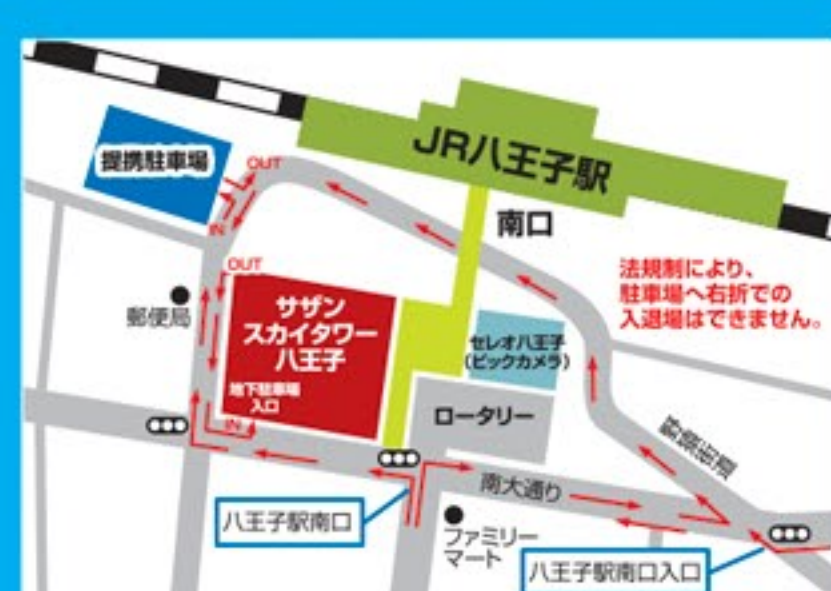 JR八王子駅
提携駐車場
OUT
IN
南口
法規制により、
駐車場へ右折での
入退場はできません。
OUT
郵便局
サザン
スカイタワー
八王子
地下駐車場
入口
IN
セレオ八王子
(ビックカメラ)
ロータリー
野猿街道
南大通り
八王子駅南口
ファミリー
マート
八王子駅南口入口